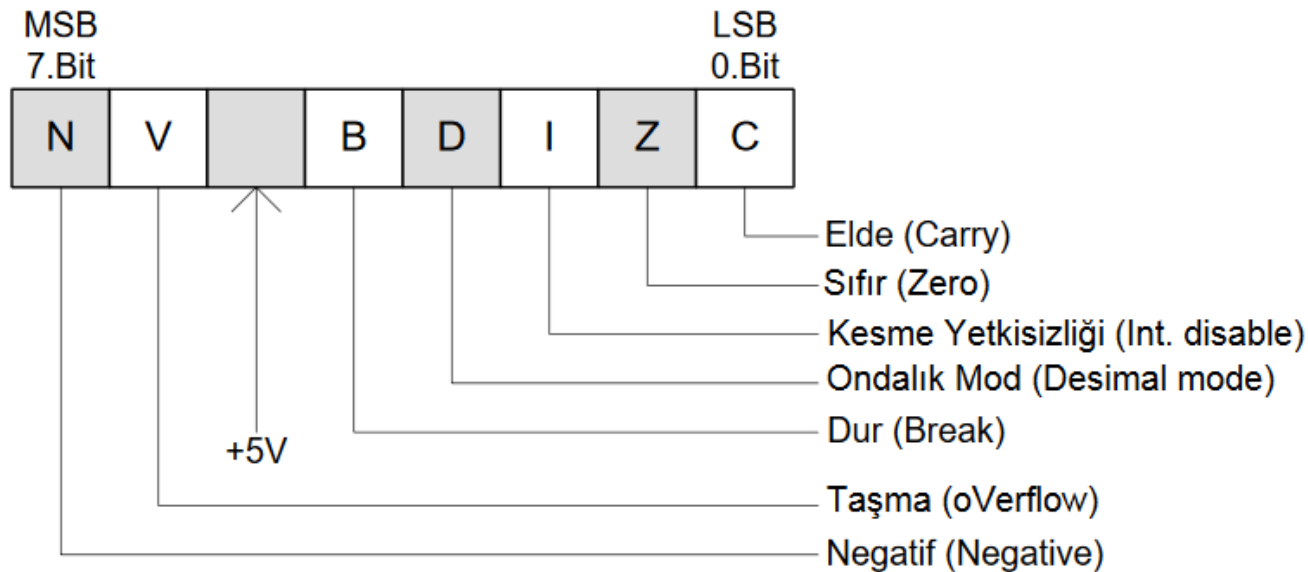 MSB
7.Bit
LSB
0.Bit
N V B D I Z C
Elde (Carry)
Sıfır (Zero)
Kesme Yetkisizliği (Int. disable)
Ondalık Mod (Desimal mode)
Dur (Break)
+5V
Taşma (oVerflow)
Negatif (Negative)